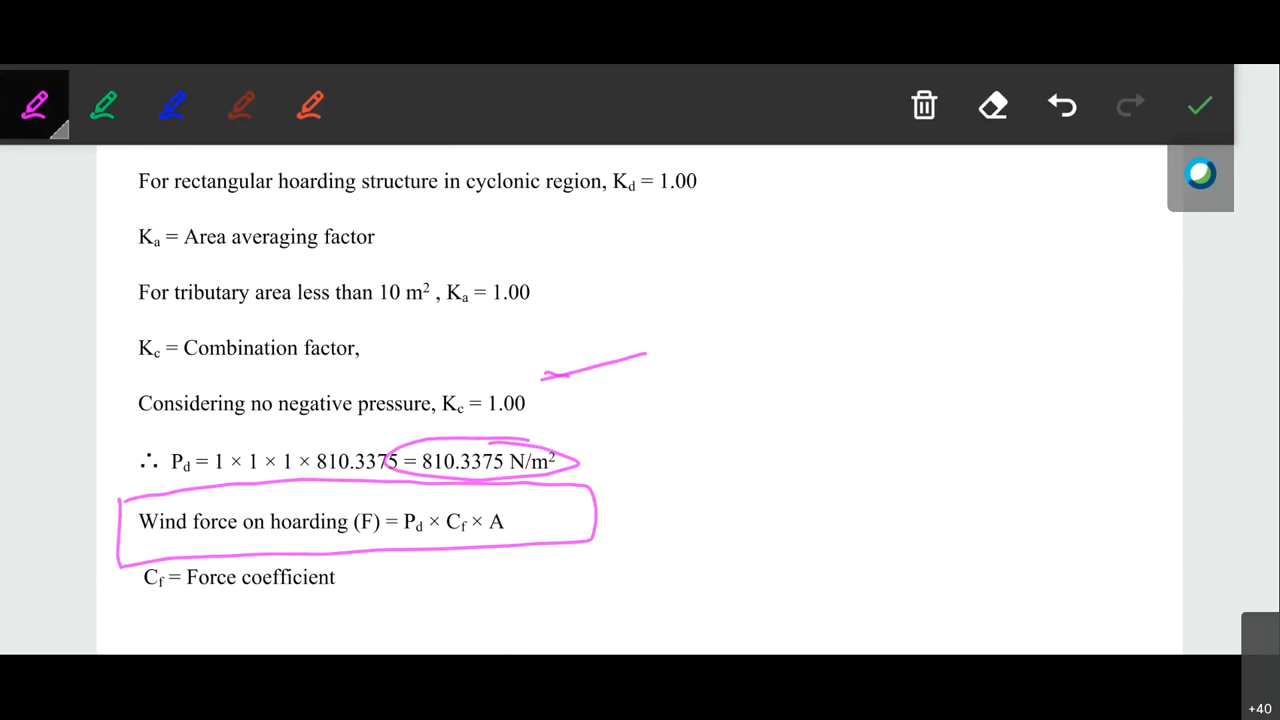 For rectangular hoarding structure in cyclonic region, Kd = 1.00
Ka = Area averaging factor
For tributary area less than 10 m² , Ka = 1.00
Kc = Combination factor,
Considering no negative pressure, Kc = 1.00
∴ Pd = 1 × 1 × 1 × 810.3375 = 810.3375 N/m²
Wind force on hoarding (F) = Pd × Cf × A
Cf = Force coefficient
+40